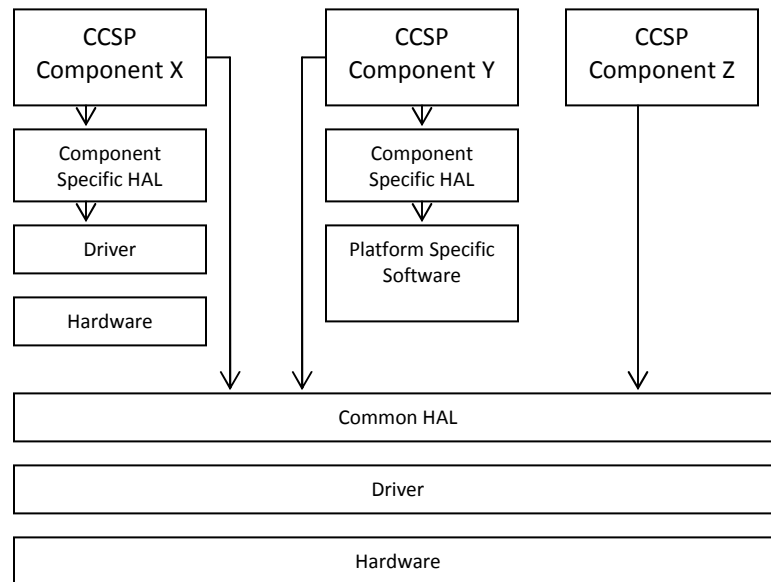 CCSP
Component X
CCSP
Component Y
CCSP
Component Z
Component
Specific HAL
Component
Specific HAL
Driver
Platform Specific
Software
Hardware
Common HAL
Driver
Hardware